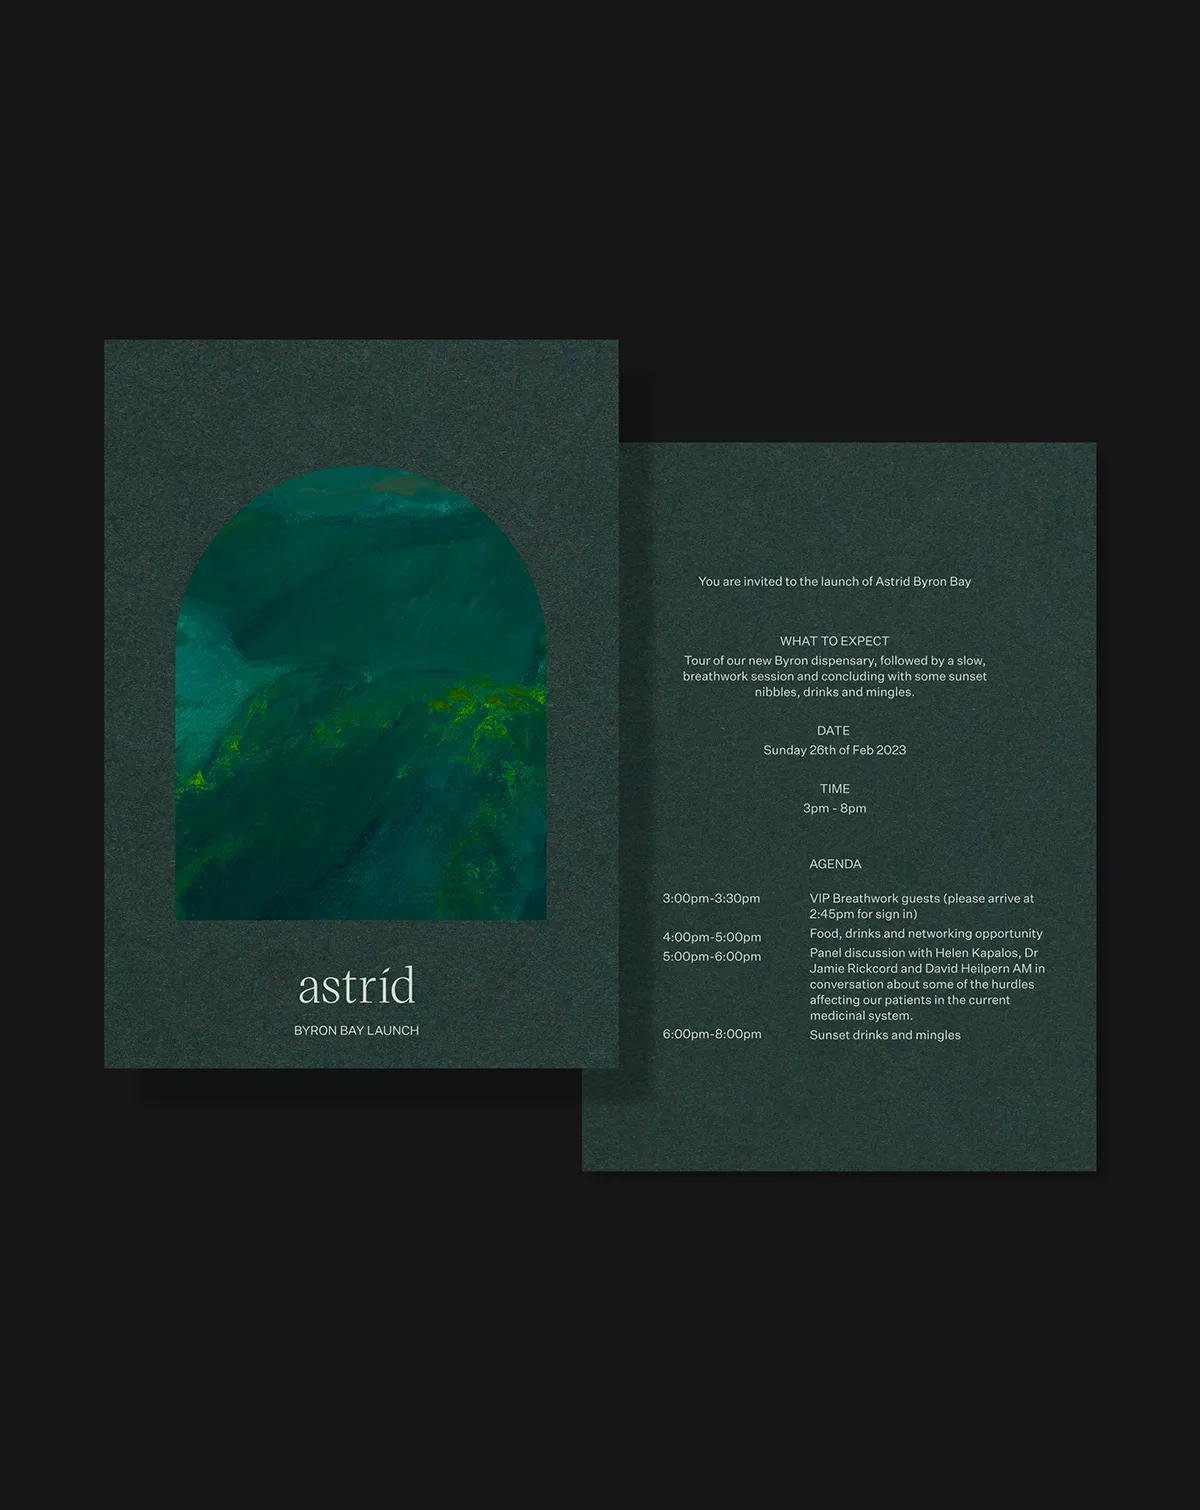 astríd
BYRON BAY LAUNCH
You are invited to the launch of Astrid Byron Bay
WHAT TO EXPECT
Tour of our new Byron dispensary, followed by a slow,
breathwork session and concluding with some sunset
nibbles, drinks and mingles.
DATE
Sunday 26th of Feb 2023
TIME
3pm - 8pm
AGENDA
3:00pm-3:30pm VIP Breathwork guests (please arrive at
2:45pm for sign in)
4:00pm-5:00pm Food, drinks and networking opportunity
5:00pm-6:00pm Panel discussion with Helen Kapalos, Dr
Jamie Rickcord and David Heilpern AM in
conversation about some of the hurdles
affecting our patients in the current
medicinal system.
6:00pm-8:00pm Sunset drinks and mingles